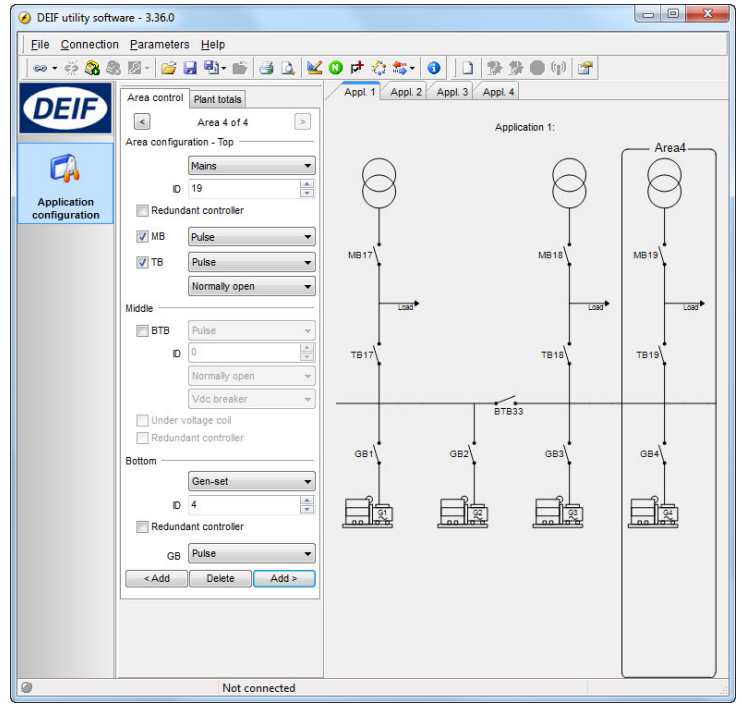 DEIF utility software - 3.36.0
File Connection Parameters Help
DEIF
Application
configuration
Area control Plant totals
< Area 4 of 4 >
Area configuration - Top
Mains
ID 19
Redundant controller
MB Pulse
TB Pulse
Normally open
Middle
BTB Pulse
ID 0
Normally open
Vdc breaker
Under voltage coil
Redundant controller
Bottom
Gen-set
ID 4
Redundant controller
GB Pulse
< Add Delete Add >
Appl. 1 Appl. 2 Appl. 3 Appl. 4
Application 1:
Area4
MB17 MB18 MB19
Load Load Load
TB17 TB18 TB19
BTB33
GB1 GB2 GB3 GB4
G1 G2 G3 G4
Not connected